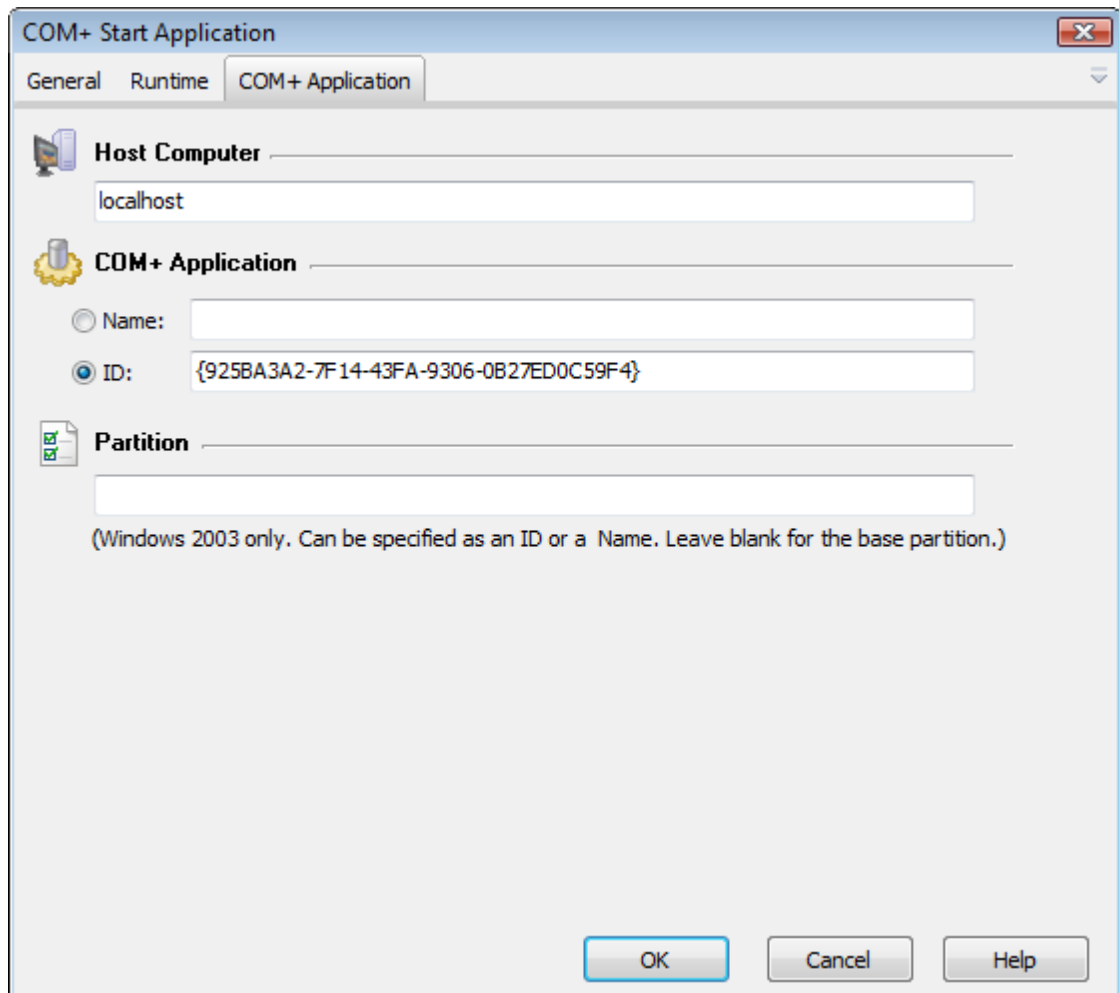 COM+ Start Application
General Runtime COM+ Application
Host Computer
localhost
COM+ Application
Name:
ID: {925BA3A2-7F14-43FA-9306-0B27ED0C59F4}
Partition
(Windows 2003 only. Can be specified as an ID or a  Name. Leave blank for the base partition.)
OK Cancel Help